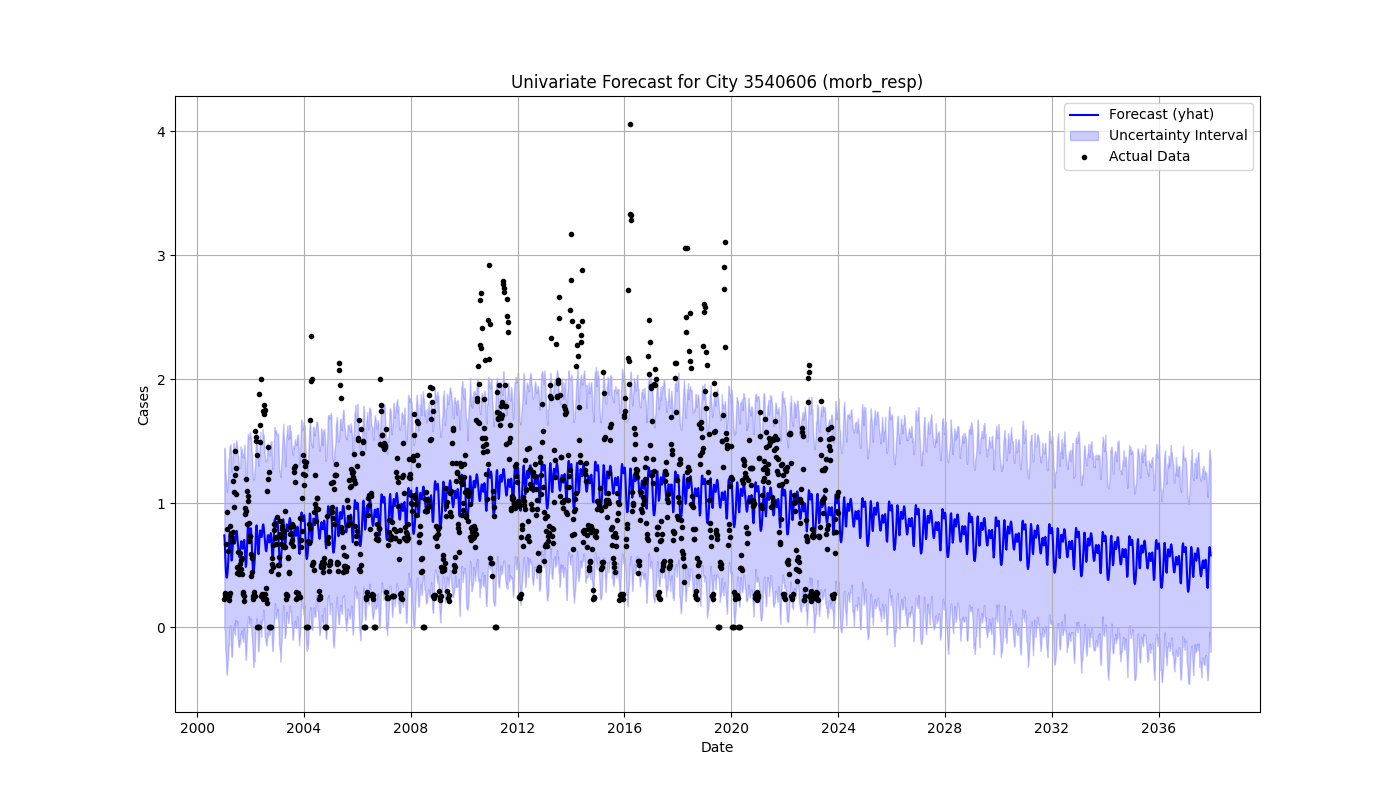 Univariate Forecast for City 3540606 (morb_resp)
Forecast (yhat)
Uncertainty Interval
Actual Data
Cases
4
3
2
1
0
2000 2004 2008 2012 2016 2020 2024 2028 2032 2036
Date